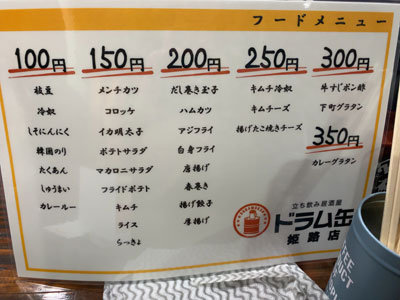 フードメニュー
100円
枝豆
冷奴
しそにんにく
韓国のり
たくあん
しゅうまい
カレールー
150円
メンチカツ
コロッケ
イカ明太子
ポテトサラダ
マカロニサラダ
フライドポテト
キムチ
ライス
らっきょ
200円
だし巻き玉子
ハムカツ
アジフライ
白身フライ
唐揚げ
春巻き
揚げ餃子
厚揚げ
250円
キムチ冷奴
キムチーズ
揚げたこ焼きチーズ
300円
牛すじポン酢
下町グラタン
350円
カレーグラタン
立ち飲み居酒屋
ドラム缶
姫路店